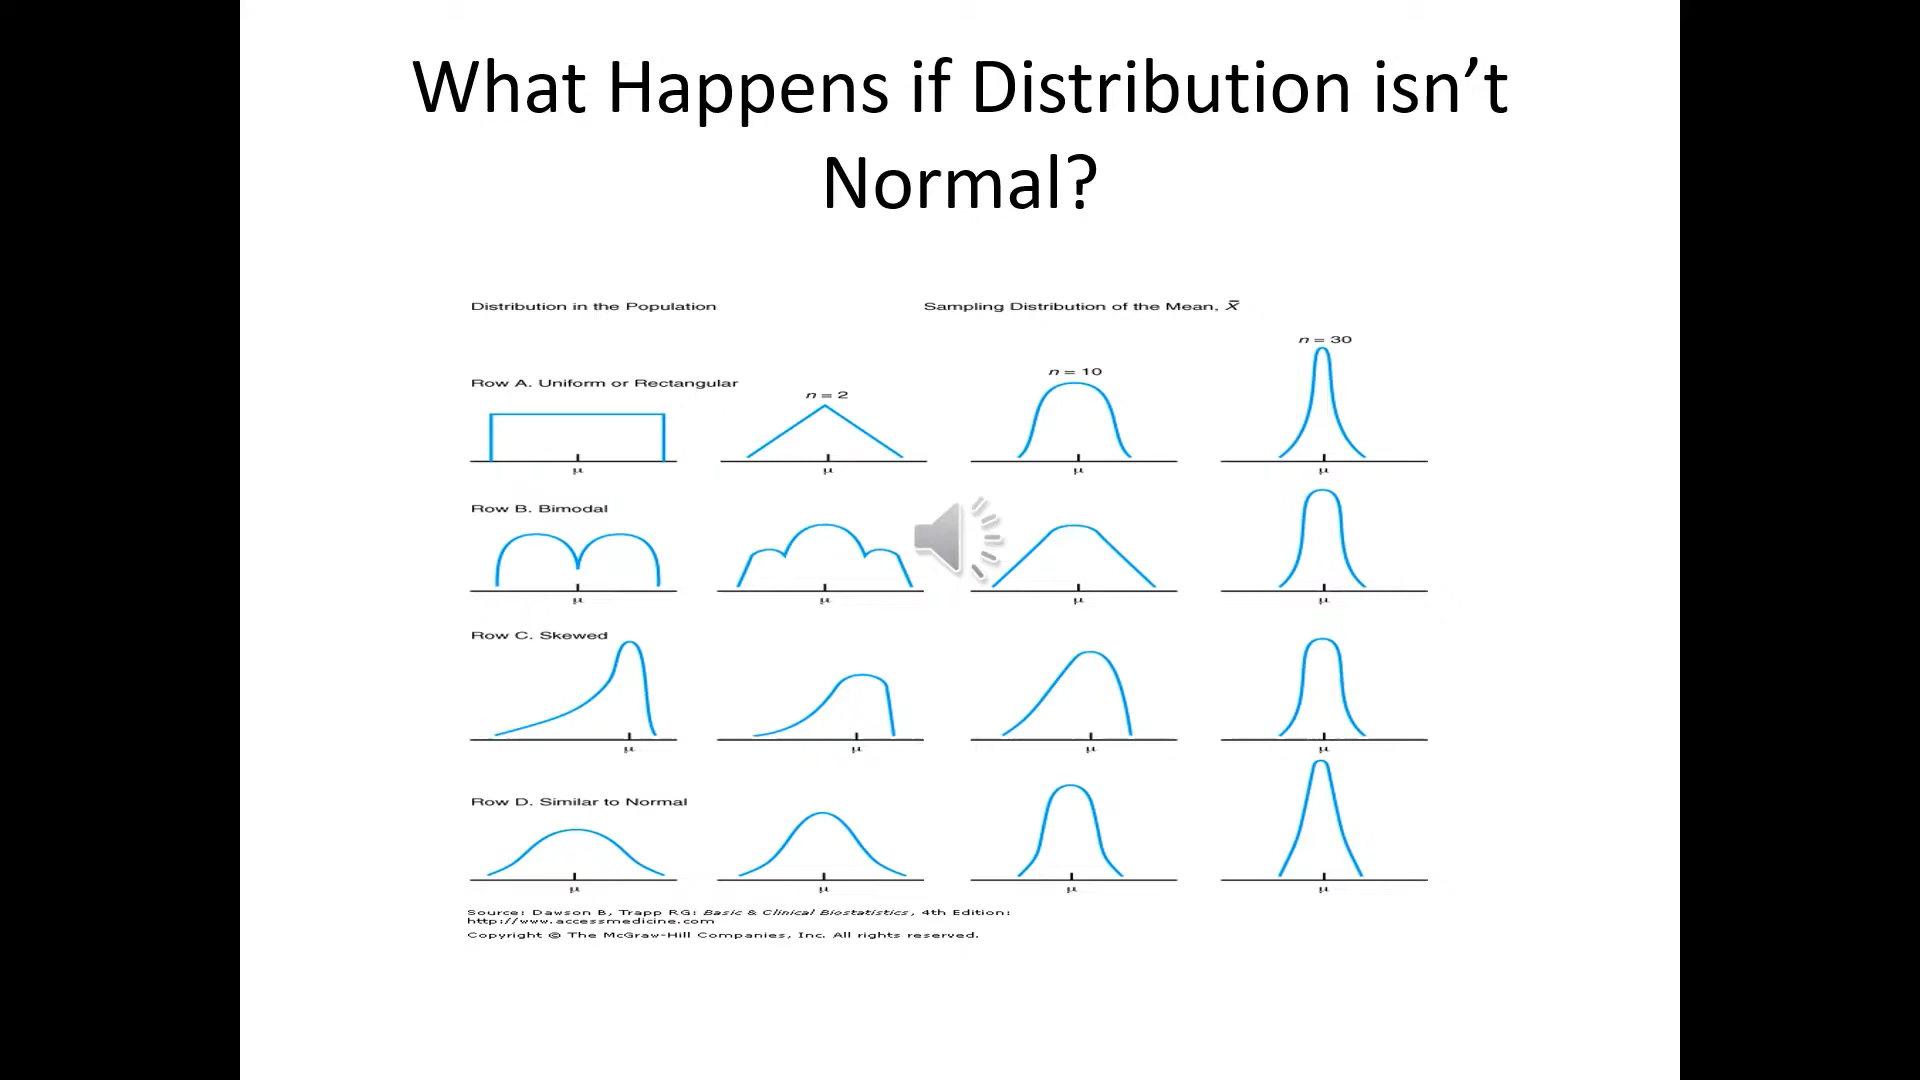 What Happens if Distribution isn’t
Normal?
Distribution in the Population
Sampling Distribution of the Mean, x̄
Row A. Uniform or Rectangular
n = 2
n = 10
n = 30
μ
μ
μ
μ
Row B. Bimodal
μ
μ
μ
μ
Row C. Skewed
μ
μ
μ
μ
Row D. Similar to Normal
μ
μ
μ
μ
Source: Dawson B, Trapp RG: Basic & Clinical Biostatistics, 4th Edition:
http://www.accessmedicine.com
Copyright © The McGraw-Hill Companies, Inc. All rights reserved.